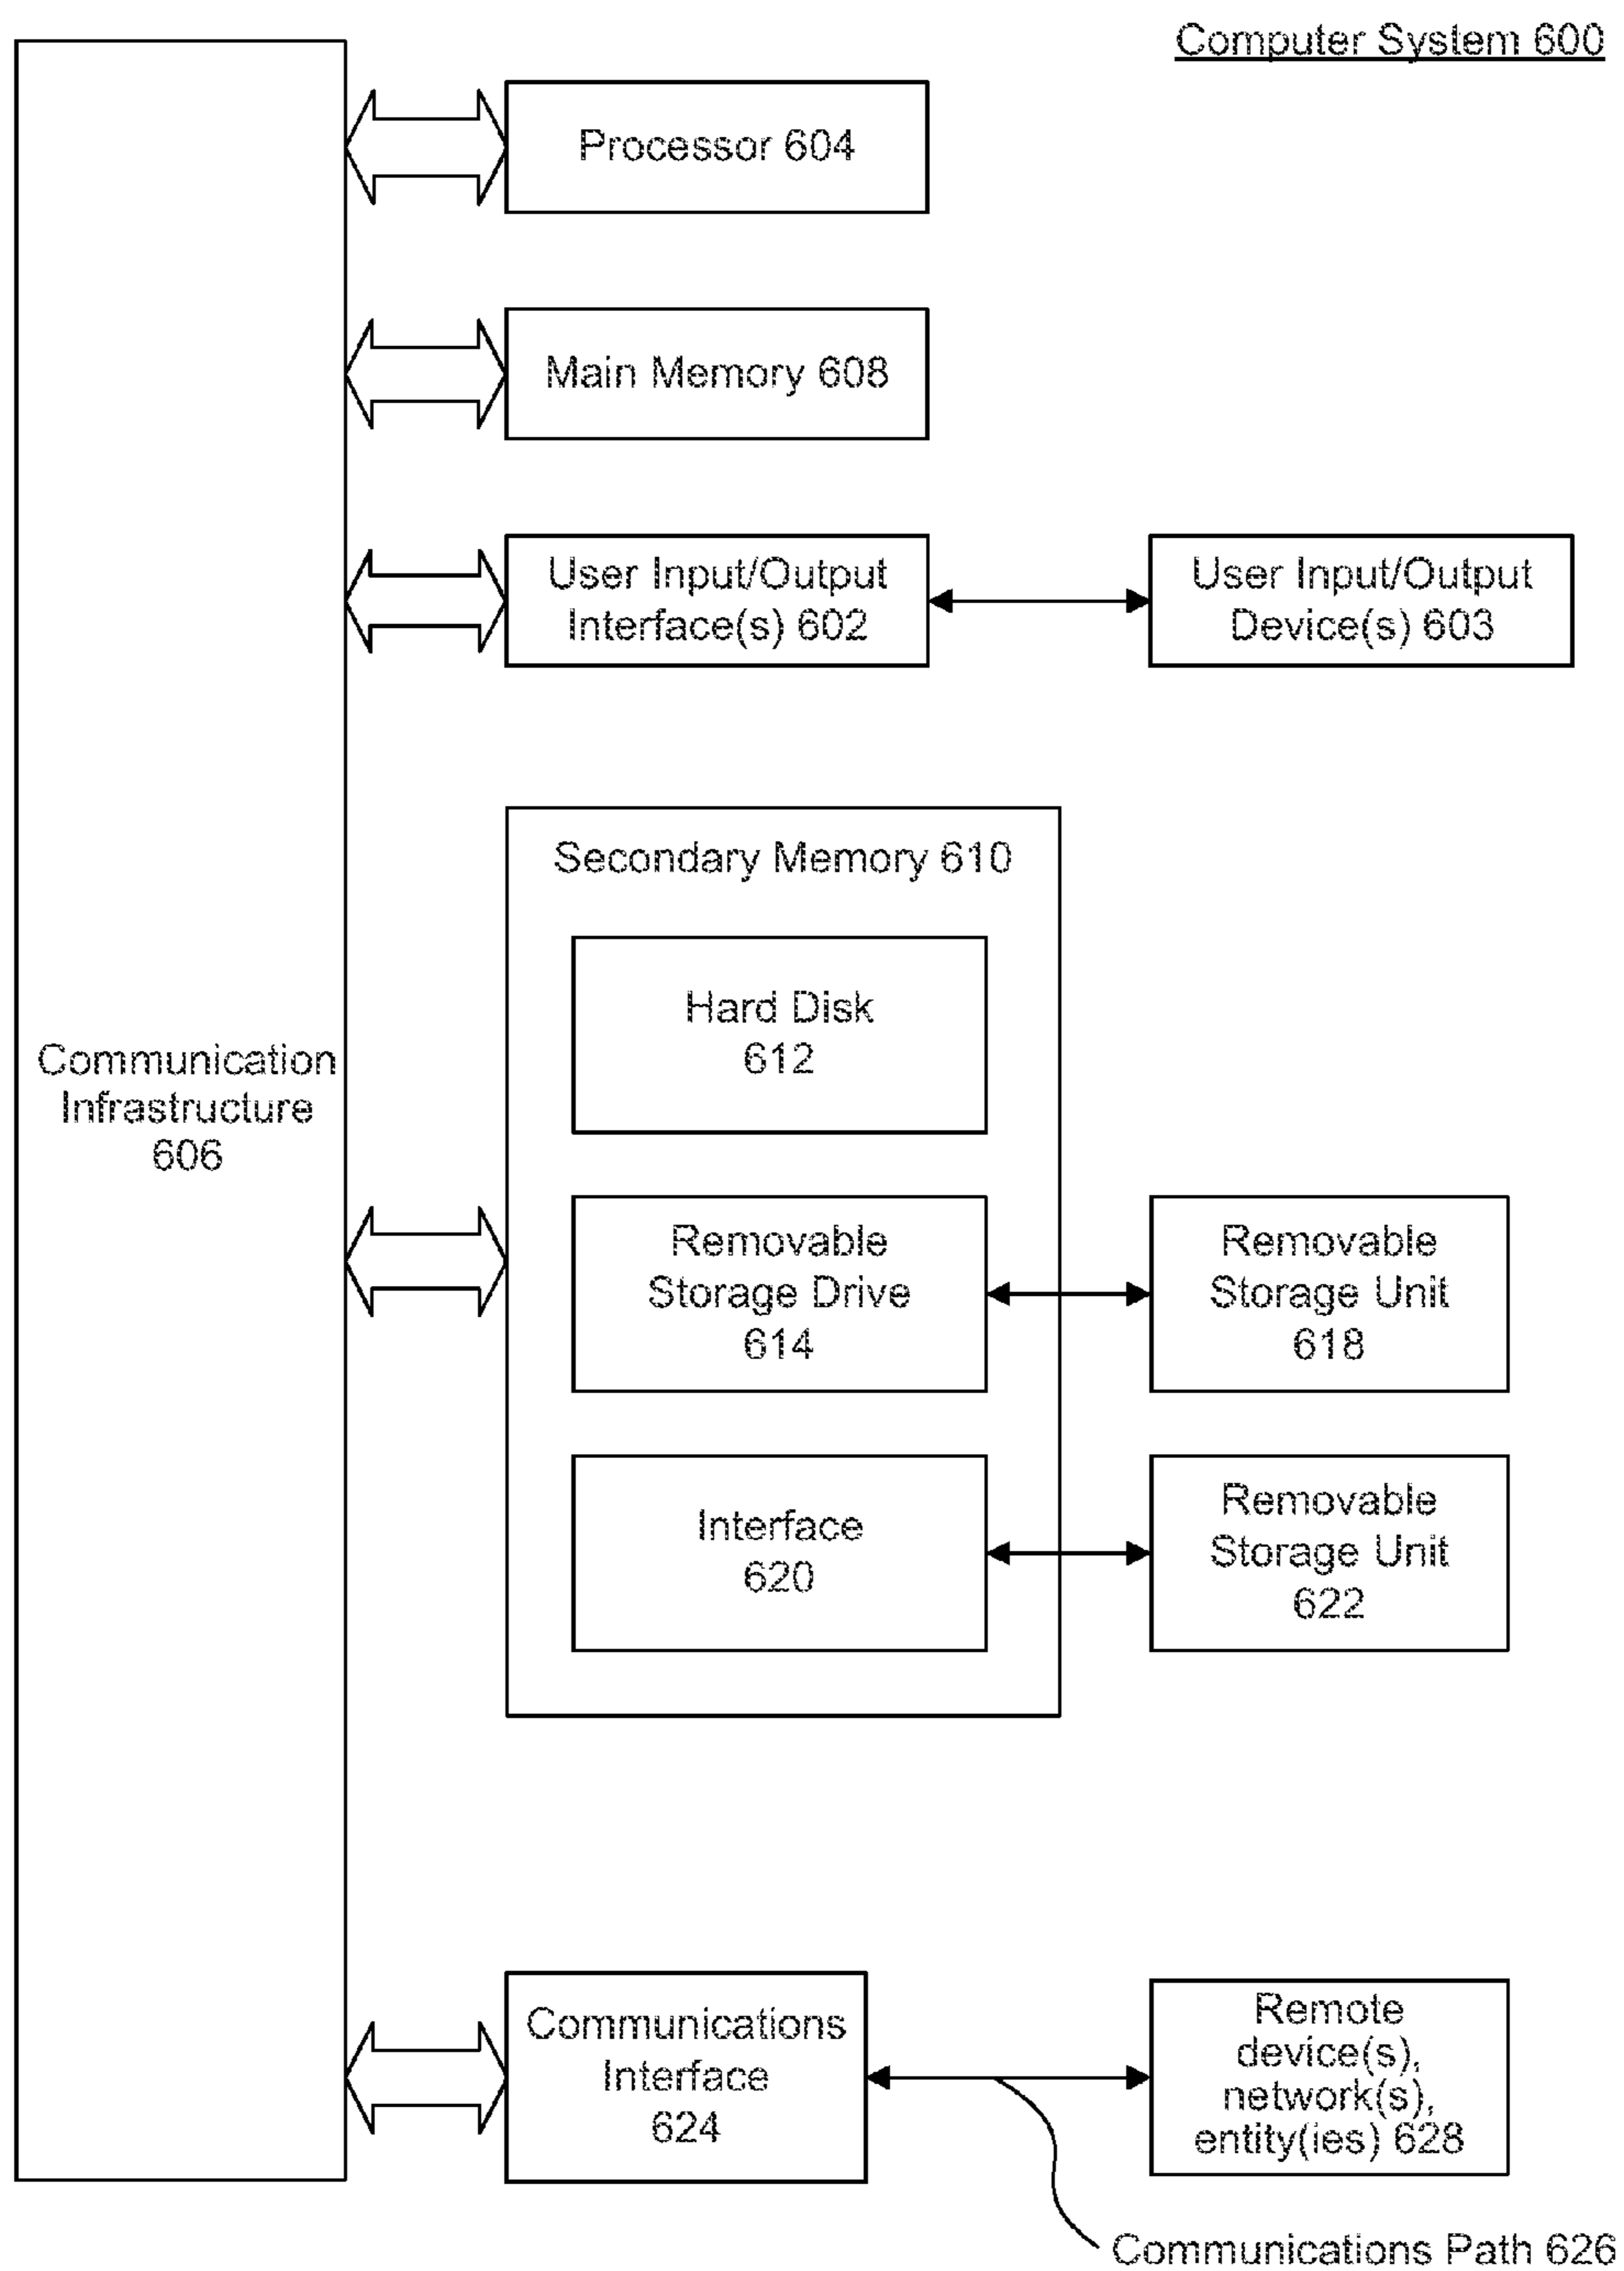 Computer System 600
Processor 604
Main Memory 608
User Input/Output
Interface(s) 602
User Input/Output
Device(s) 603
Secondary Memory 610
Hard Disk
612
Communication
Infrastructure
606
Removable
Storage Drive
614
Removable
Storage Unit
618
Interface
620
Removable
Storage Unit
622
Communications
Interface
624
Remote
device(s),
network(s),
entity(ies) 628
Communications Path 626